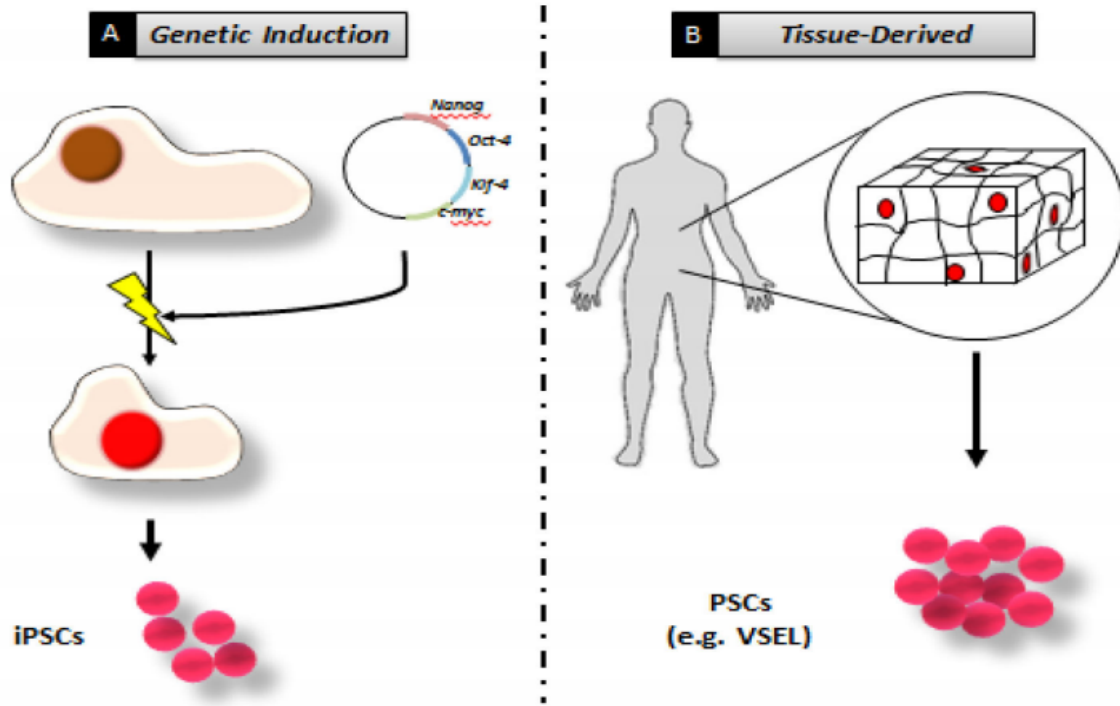 A Genetic Induction
Nanog
Oct-4
Klf-4
c-myc
iPSCs
B Tissue-Derived
PSCs
(e.g. VSEL)